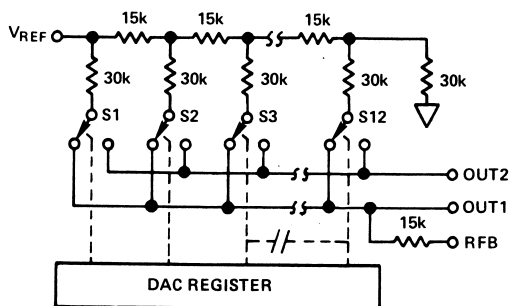 15k 15k 15k
VREF
30k 30k 30k 30k 30k
S1 S2 S3 S12
OUT2
OUT1
15k
RFB
DAC REGISTER